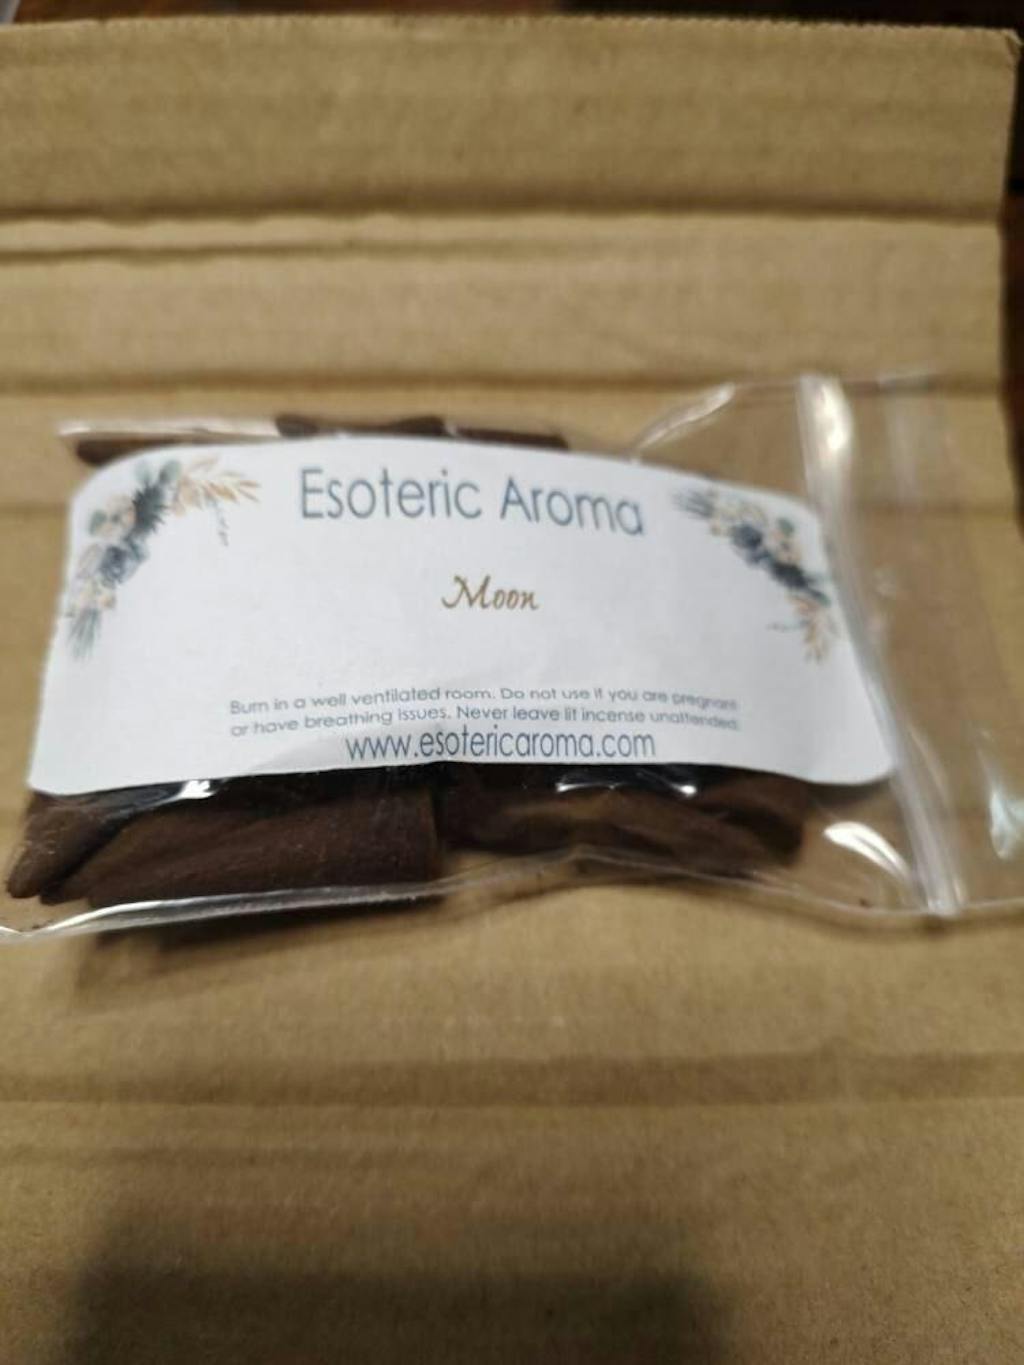 Esoteric Aroma
Moon
Burn in a well ventilated room. Do not use if you are pregnant
or have breathing issues. Never leave lit incense unattended.
www.esotericaroma.com